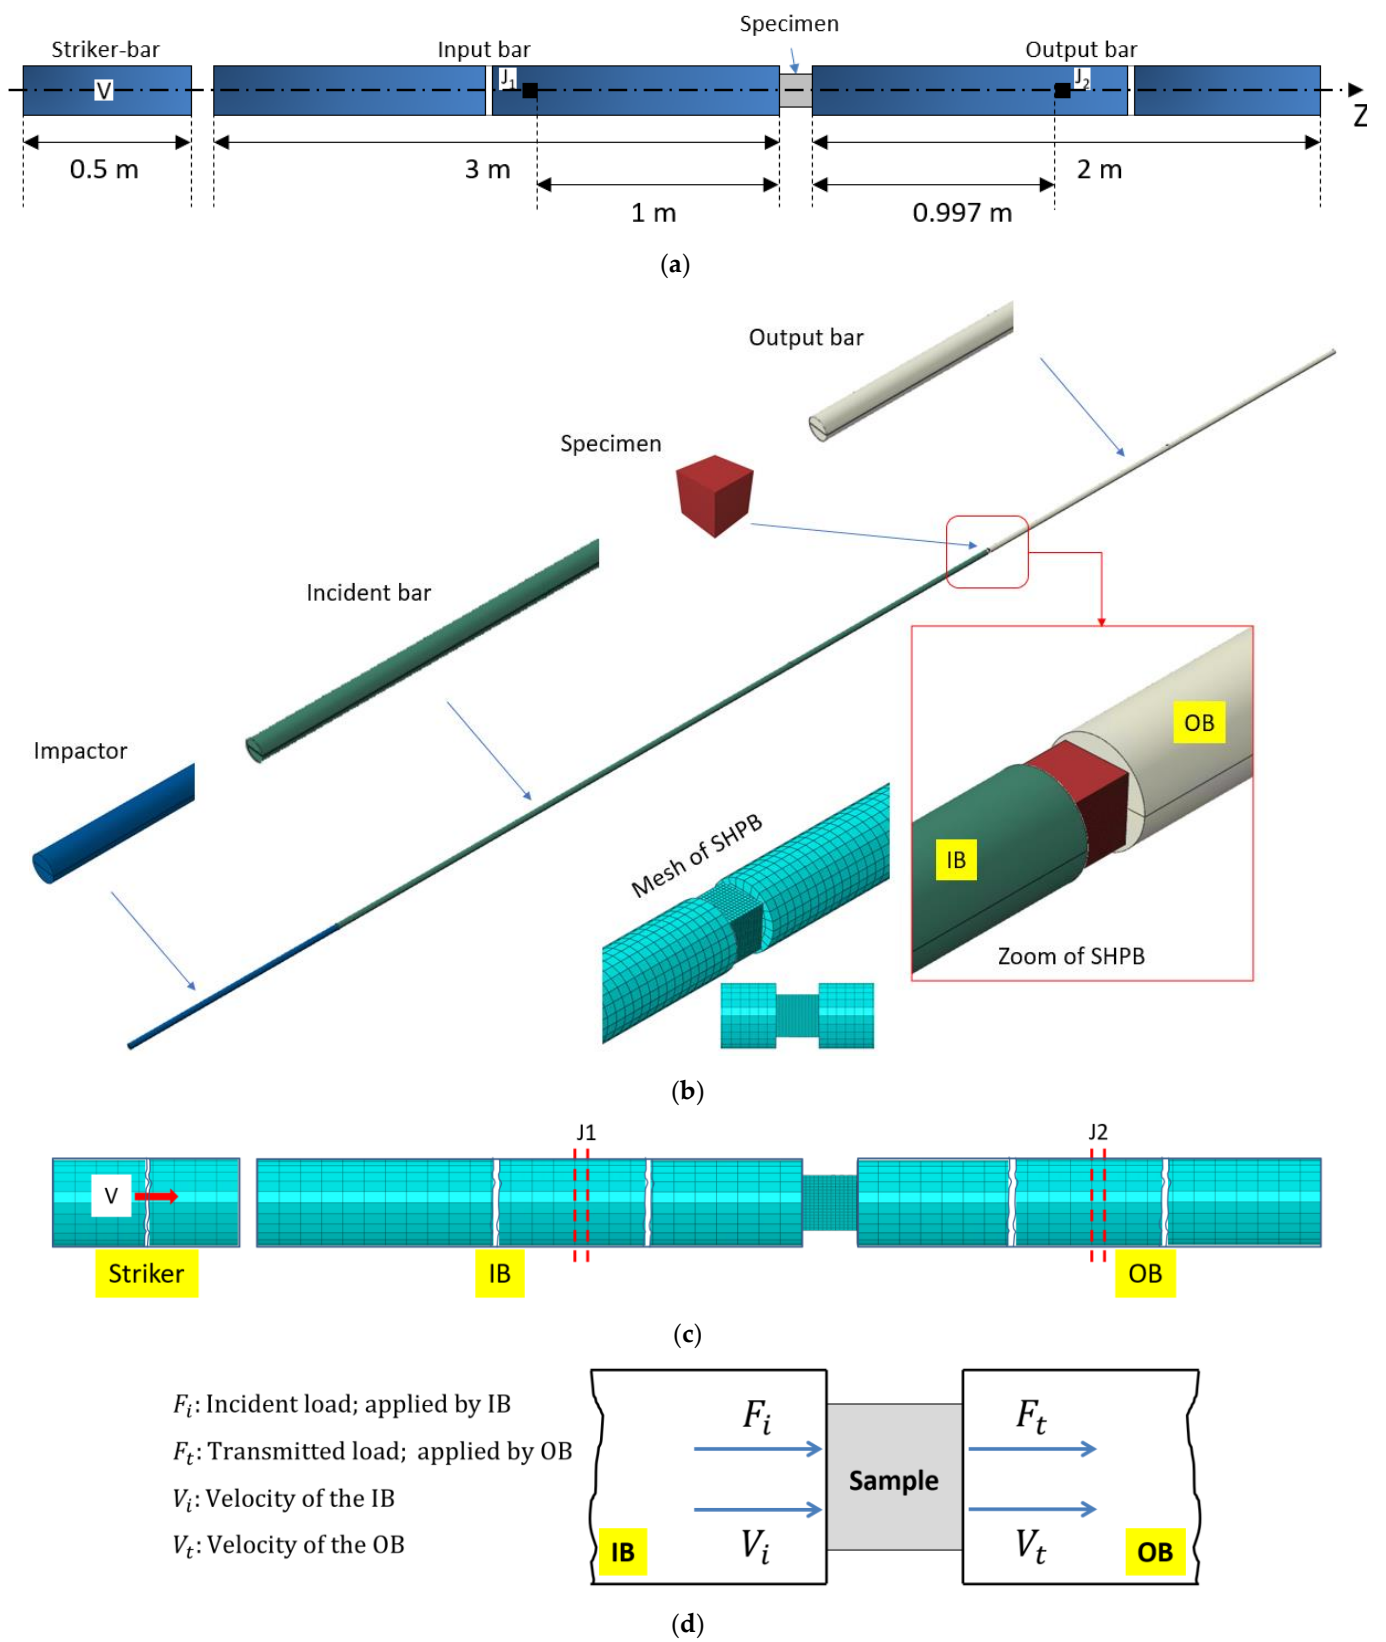 Specimen
Striker-bar
Input bar
Output bar
V
J1
J2
Z
0.5 m
3 m
2 m
1 m
0.997 m
(a)
Output bar
Specimen
Incident bar
Impactor
OB
IB
Mesh of SHPB
Zoom of SHPB
(b)
J1
J2
V
Striker
IB
OB
(c)
Fi: Incident load; applied by IB
Ft: Transmitted load; applied by OB
Vi: Velocity of the IB
Vt: Velocity of the OB
Fi
Ft
Sample
Vi
Vt
IB
OB
(d)